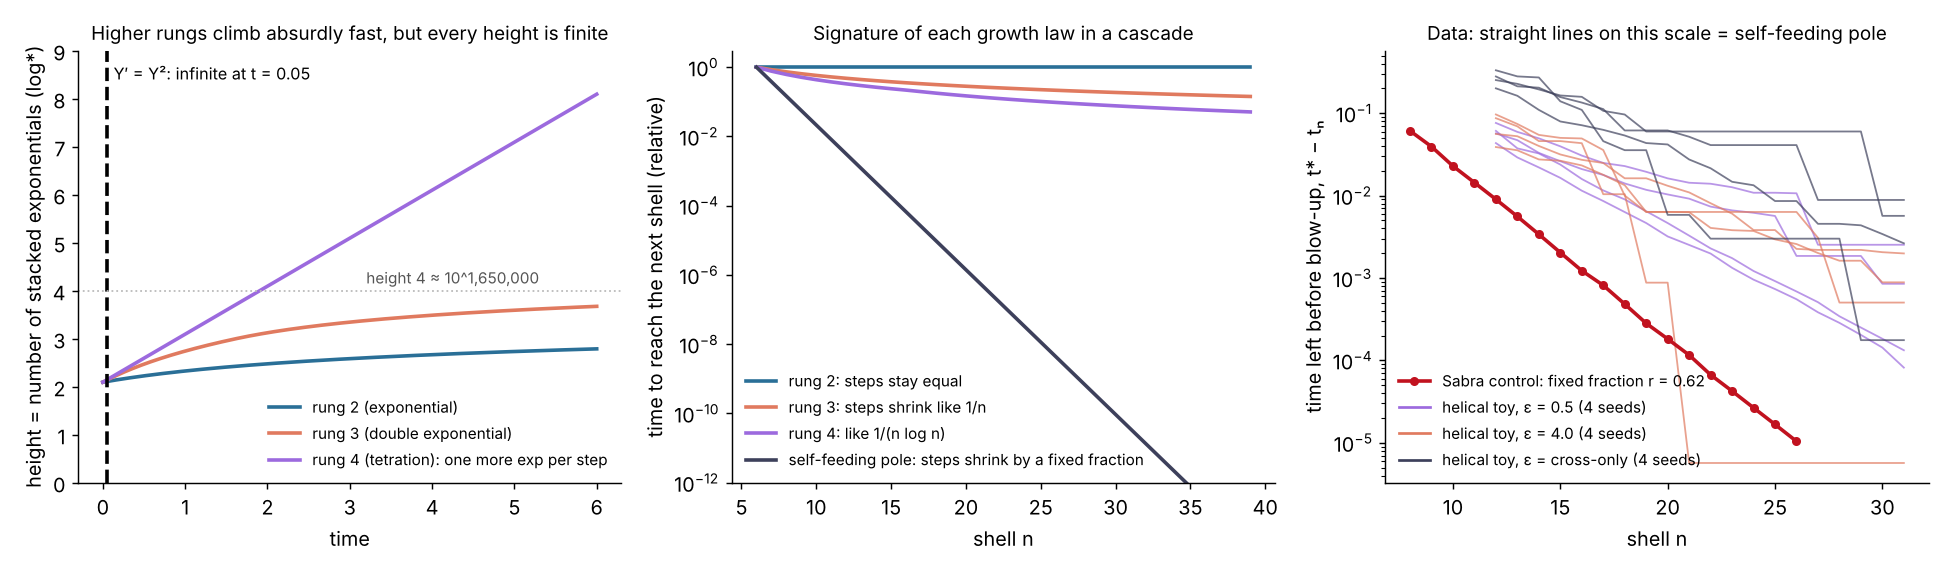 Higher rungs climb absurdly fast, but every height is finite
height = number of stacked exponentials (log*)
9
8
7
6
5
4
3
2
1
0
Y′ = Y²: infinite at t = 0.05
height 4 ≈ 10^1,650,000
rung 2 (exponential)
rung 3 (double exponential)
rung 4 (tetration): one more exp per step
0 1 2 3 4 5 6
time
Signature of each growth law in a cascade
time to reach the next shell (relative)
10⁰
10⁻²
10⁻⁴
10⁻⁶
10⁻⁸
10⁻¹⁰
10⁻¹²
rung 2: steps stay equal
rung 3: steps shrink like 1/n
rung 4: like 1/(n log n)
self-feeding pole: steps shrink by a fixed fraction
5 10 15 20 25 30 35 40
shell n
Data: straight lines on this scale = self-feeding pole
time left before blow-up, t* − tₙ
10⁻¹
10⁻²
10⁻³
10⁻⁴
10⁻⁵
Sabra control: fixed fraction r = 0.62
helical toy, ε = 0.5 (4 seeds)
helical toy, ε = 4.0 (4 seeds)
helical toy, ε = cross-only (4 seeds)
10 15 20 25 30
shell n